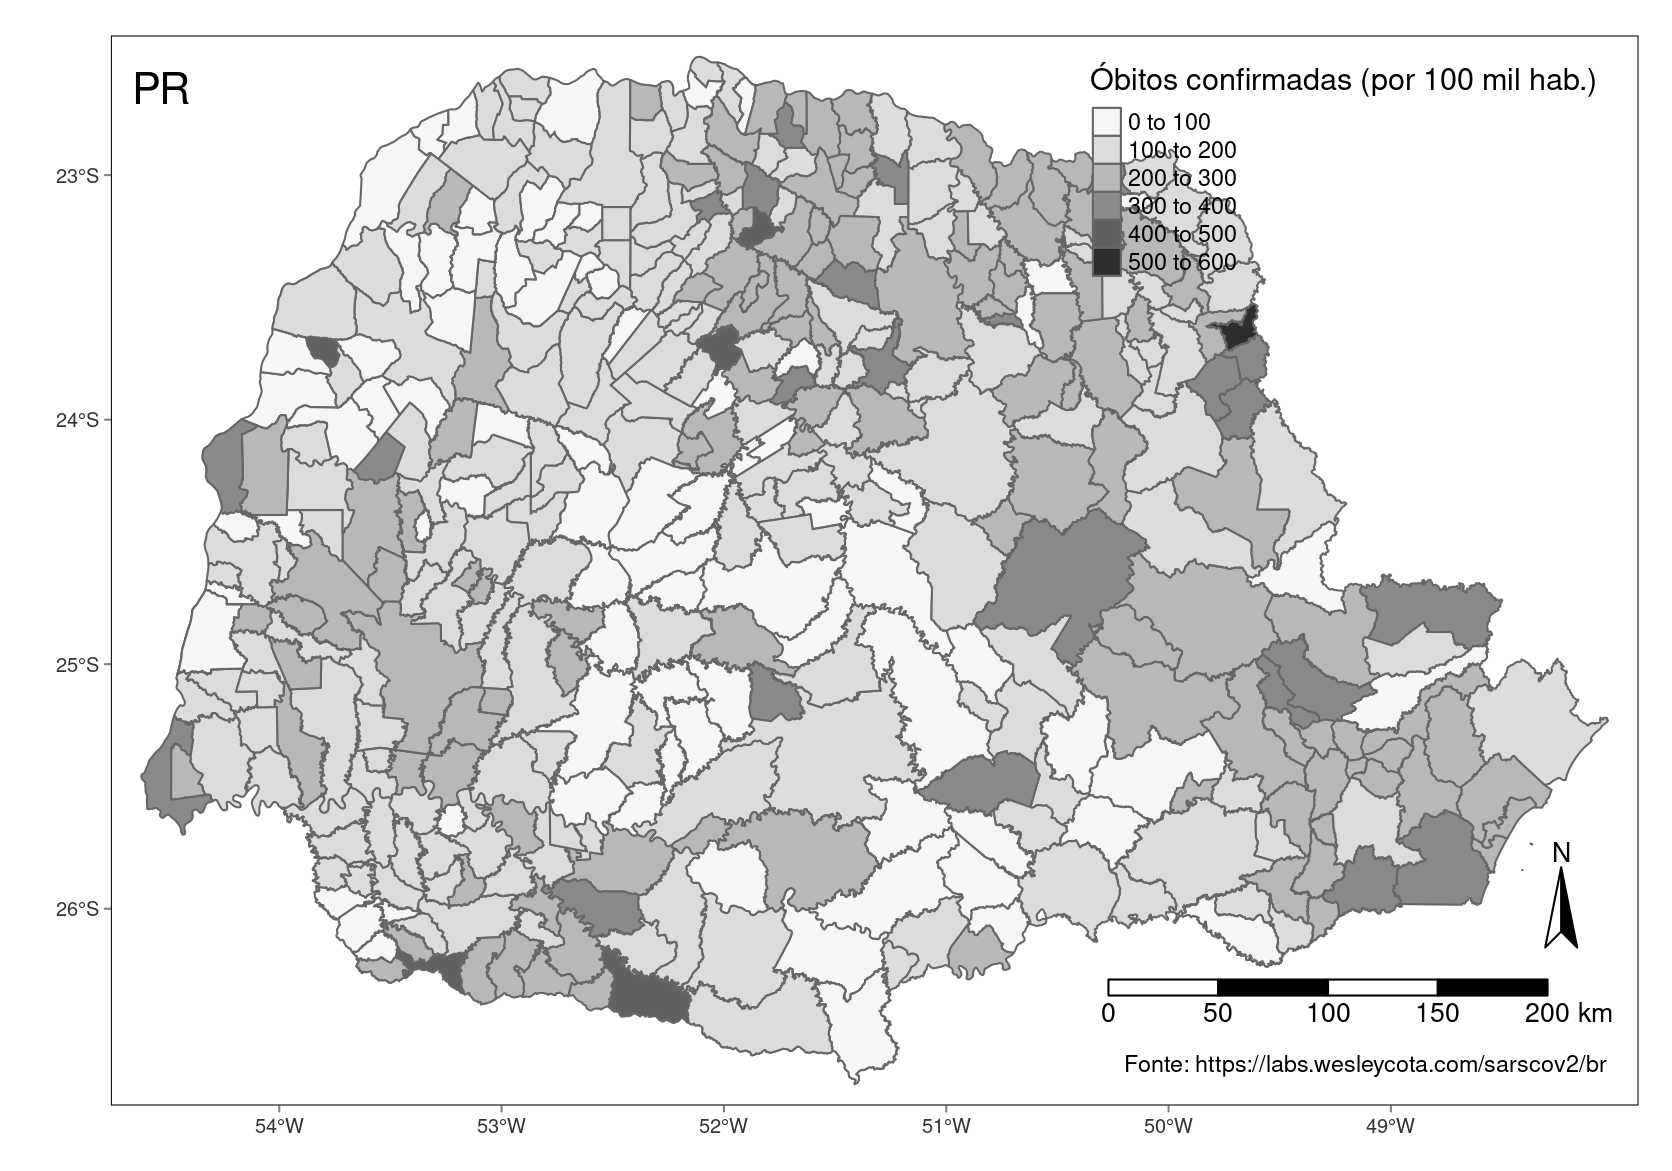 PR
Óbitos confirmadas (por 100 mil hab.)
0 to 100
100 to 200
200 to 300
300 to 400
400 to 500
500 to 600
23°S
24°S
25°S
26°S
N
0 50 100 150 200 km
Fonte: https://labs.wesleycota.com/sarscov2/br
54°W 53°W 52°W 51°W 50°W 49°W